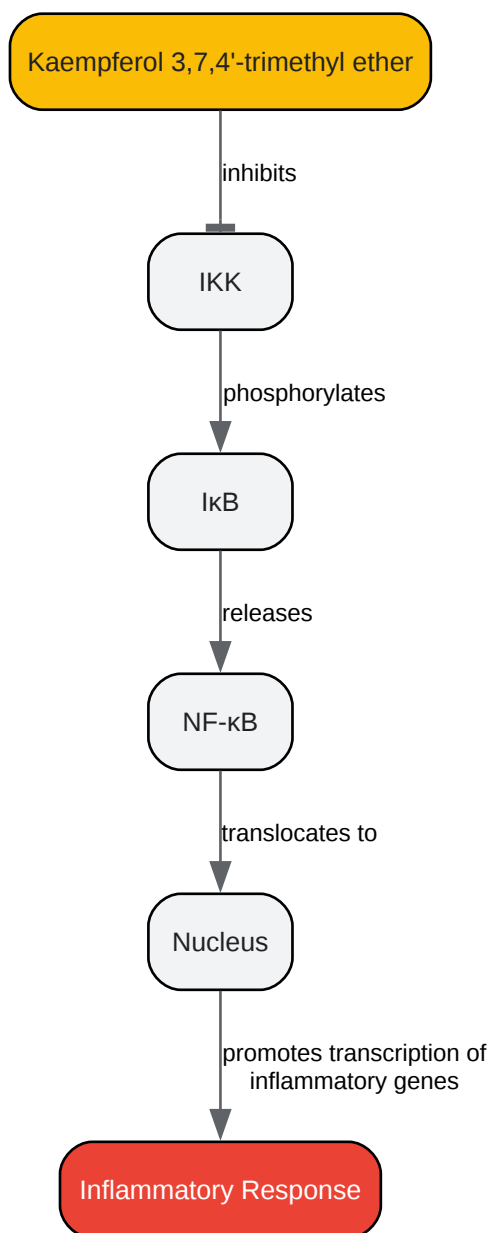 Kaempferol 3,7,4'-trimethyl ether
inhibits
IKK
phosphorylates
IκB
releases
NF-κB
translocates to
Nucleus
promotes transcription of
inflammatory genes
Inflammatory Response